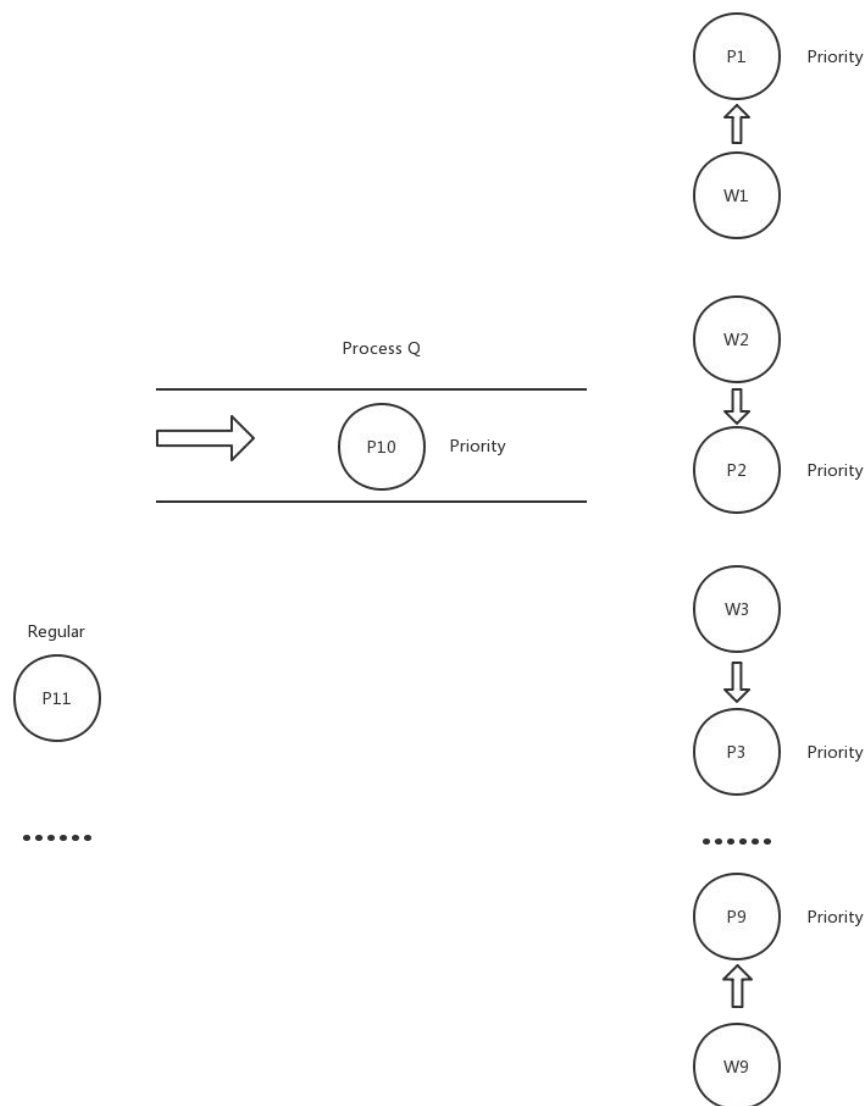 P1 Priority
W1
W2
Process Q
P10 Priority
P2 Priority
W3
Regular
P11
P3 Priority
P9 Priority
W9